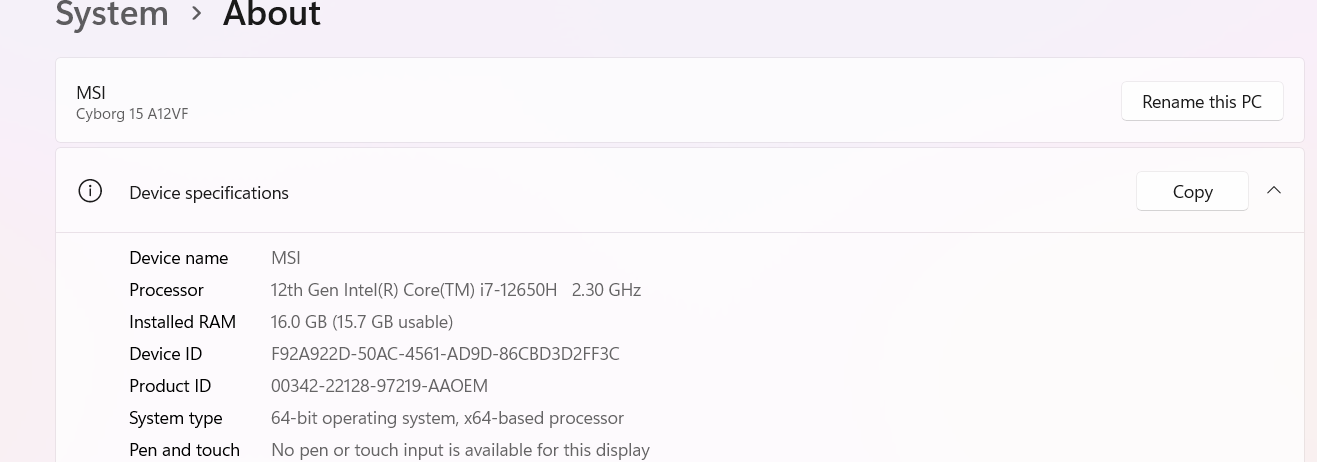 System > About
MSI
Cyborg 15 A12VF
Rename this PC
Device specifications
Copy
Device name MSI
Processor 12th Gen Intel(R) Core(TM) i7-12650H 2.30 GHz
Installed RAM 16.0 GB (15.7 GB usable)
Device ID F92A922D-50AC-4561-AD9D-86CBD3D2FF3C
Product ID 00342-22128-97219-AAOEM
System type 64-bit operating system, x64-based processor
Pen and touch No pen or touch input is available for this display